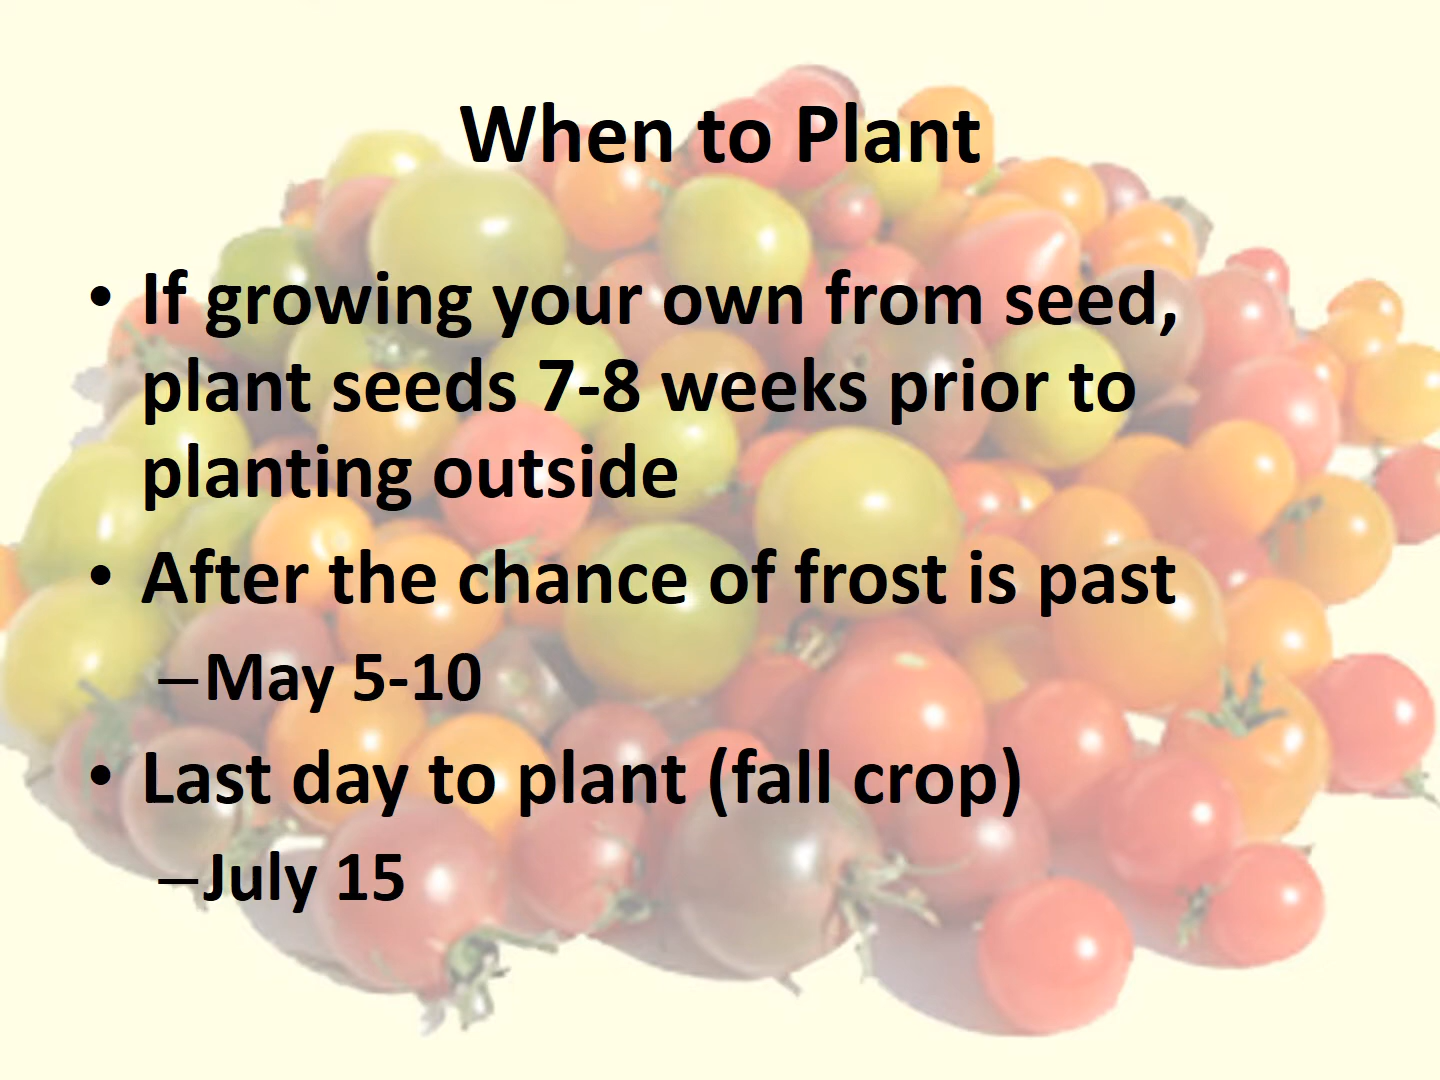 When to Plant
• If growing your own from seed,
plant seeds 7-8 weeks prior to
planting outside
• After the chance of frost is past
–May 5-10
• Last day to plant (fall crop)
–July 15